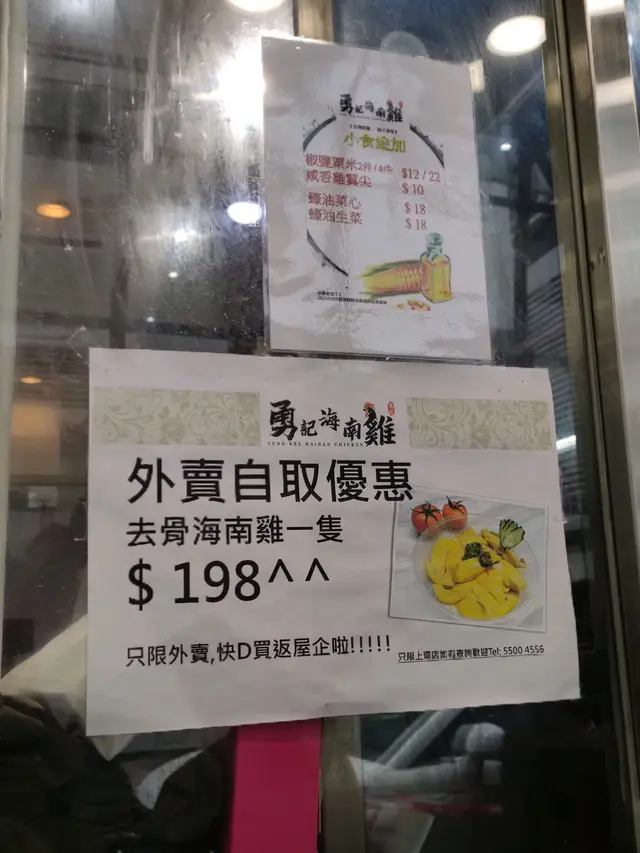 勇記海南雞
小食追加
椒鹽粟米2件/4件 $12/22
咸香雞翼尖 $10
蠔油菜心 $18
蠔油生菜 $18
勇記海南雞
YUNG KEE HAINAN CHICKEN
外賣自取優惠
去骨海南雞一隻
$ 198^^
只限外賣,快D買返屋企啦!!!!!
只限上環店如有查詢歡迎Tel: 5500 4556